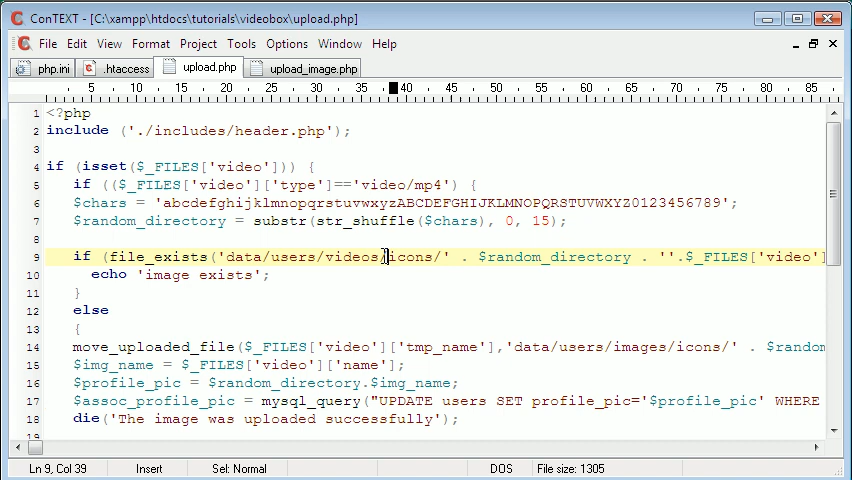 ConTEXT - [C:\xampp\htdocs\tutorials\videobox\upload.php]
File Edit View Format Project Tools Options Window Help
php.ini .htaccess upload.php upload_image.php
5 10 15 20 25 30 35 40 45 50 55 60 65 70 75 80 85
1 <?php
2 include ('./includes/header.php');
3
4 if (isset($_FILES['video'])) {
5 if (($_FILES['video']['type']=='video/mp4') {
6 $chars = 'abcdefghijklmnopqrstuvwxyzABCDEFGHIJKLMNOPQRSTUVWXYZ0123456789';
7 $random_directory = substr(str_shuffle($chars), 0, 15);
8
9 if (file_exists('data/users/videos/icons/' . $random_directory . ''.$_FILES['video']
10 echo 'image exists';
11 }
12 else
13 {
14 move_uploaded_file($_FILES['video']['tmp_name'],'data/users/images/icons/' . $random
15 $img_name = $_FILES['video']['name'];
16 $profile_pic = $random_directory.$img_name;
17 $assoc_profile_pic = mysql_query("UPDATE users SET profile_pic='$profile_pic' WHERE
18 die('The image was uploaded successfully');
19
Ln 9, Col 39 Insert Sel: Normal DOS File size: 1305